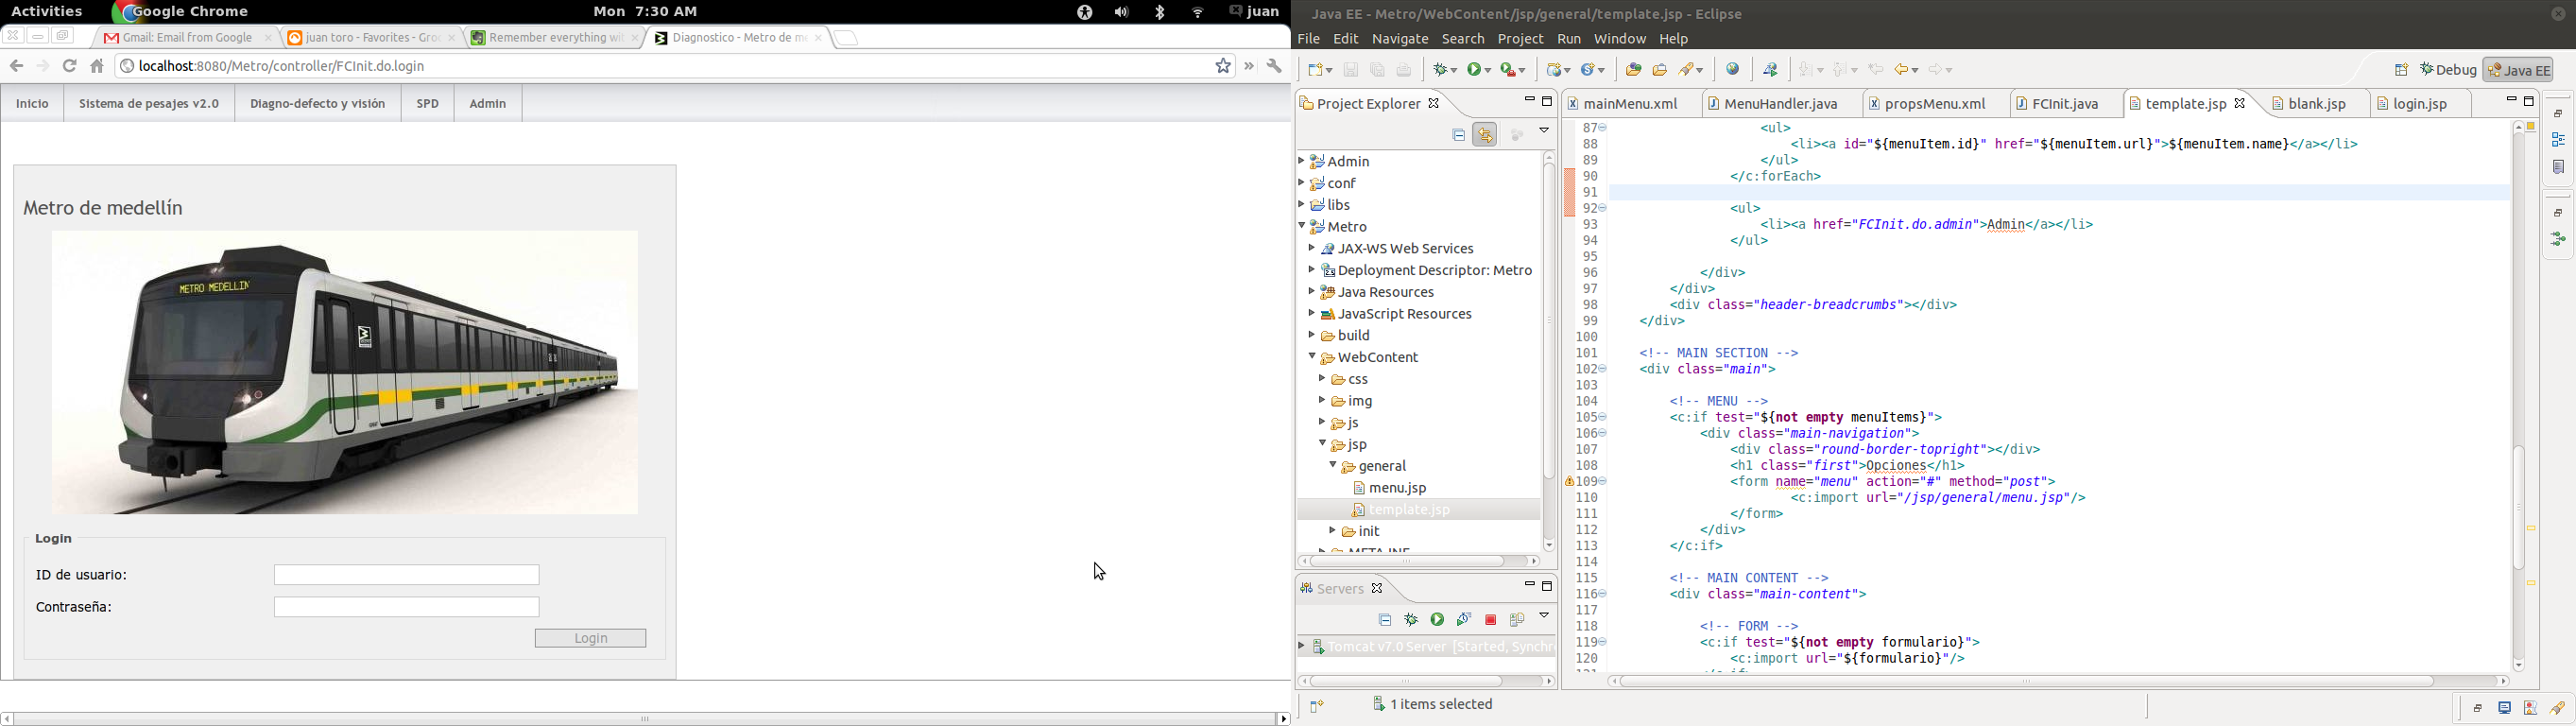 Activities
Google Chrome
Mon 7:30 AM
juan
Gmail: Email from Google
juan toro - Favorites - Gro
Remember everything wit
Diagnostico - Metro de me
localhost:8080/Metro/controller/FCInit.do.login
Inicio
Sistema de pesajes v2.0
Diagno-defecto y visión
SPD
Admin
Metro de medellín
METRO MEDELLIN
Login
ID de usuario:
Contraseña:
Login
Java EE - Metro/WebContent/jsp/general/template.jsp - Eclipse
File Edit Navigate Search Project Run Window Help
Debug
Java EE
Project Explorer
Admin
conf
libs
Metro
JAX-WS Web Services
Deployment Descriptor: Metro
Java Resources
JavaScript Resources
build
WebContent
css
img
js
jsp
general
menu.jsp
template.jsp
init
META-INF
Servers
Tomcat v7.0 Server [Started, Synchr
mainMenu.xml
MenuHandler.java
propsMenu.xml
FCInit.java
template.jsp
blank.jsp
login.jsp
87 <ul>
88 <li><a id="${menuItem.id}" href="${menuItem.url}">${menuItem.name}</a></li>
89 </ul>
90 </c:forEach>
91
92 <ul>
93 <li><a href="FCInit.do.admin">Admin</a></li>
94 </ul>
95
96 </div>
97 </div>
98 <div class="header-breadcrumbs"></div>
99 </div>
100
101 <!-- MAIN SECTION -->
102 <div class="main">
103
104 <!-- MENU -->
105 <c:if test="${not empty menuItems}">
106 <div class="main-navigation">
107 <div class="round-border-topright"></div>
108 <h1 class="first">Opciones</h1>
109 <form name="menu" action="#" method="post">
110 <c:import url="/jsp/general/menu.jsp"/>
111 </form>
112 </div>
113 </c:if>
114
115 <!-- MAIN CONTENT -->
116 <div class="main-content">
117
118 <!-- FORM -->
119 <c:if test="${not empty formulario}">
120 <c:import url="${formulario}"/>
1 items selected